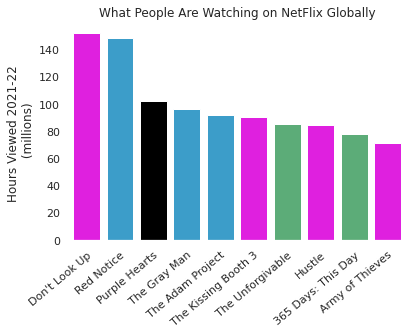 What People Are Watching on NetFlix Globally
Hours Viewed 2021-22
(millions)
140
120
100
80
60
40
20
0
Don't Look Up
Red Notice
Purple Hearts
The Gray Man
The Adam Project
The Kissing Booth 3
The Unforgivable
Hustle
365 Days: This Day
Army of Thieves